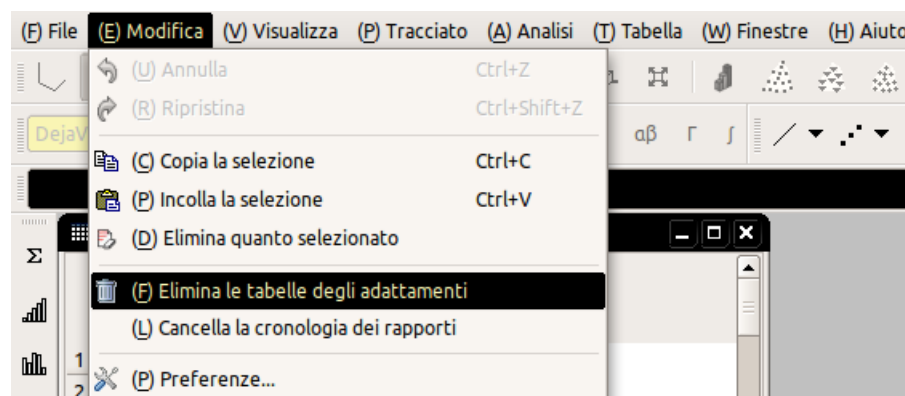 (F) File (E) Modifica (V) Visualizza (P) Tracciato (A) Analisi (T) Tabella (W) Finestre (H) Aiuto
(U) Annulla Ctrl+Z
(R) Ripristina Ctrl+Shift+Z
DejaV αβ Γ ∫
(C) Copia la selezione Ctrl+C
(P) Incolla la selezione Ctrl+V
(D) Elimina quanto selezionato
Σ
(F) Elimina le tabelle degli adattamenti
(L) Cancella la cronologia dei rapporti
1
(P) Preferenze...
2